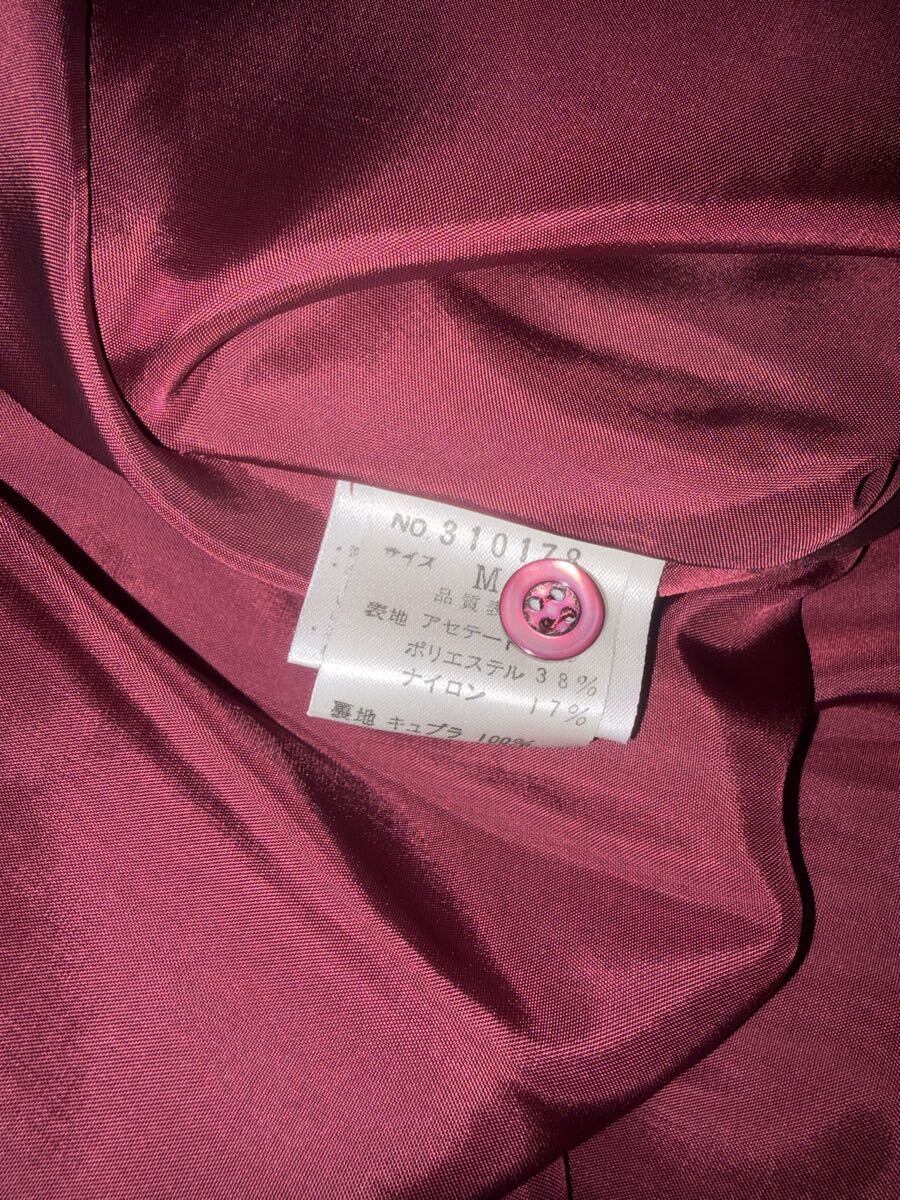 NO 310178
サイズ M
品質
表地 アセテート
ポリエステル 38%
ナイロン 17%
裏地 キュプラ 100%